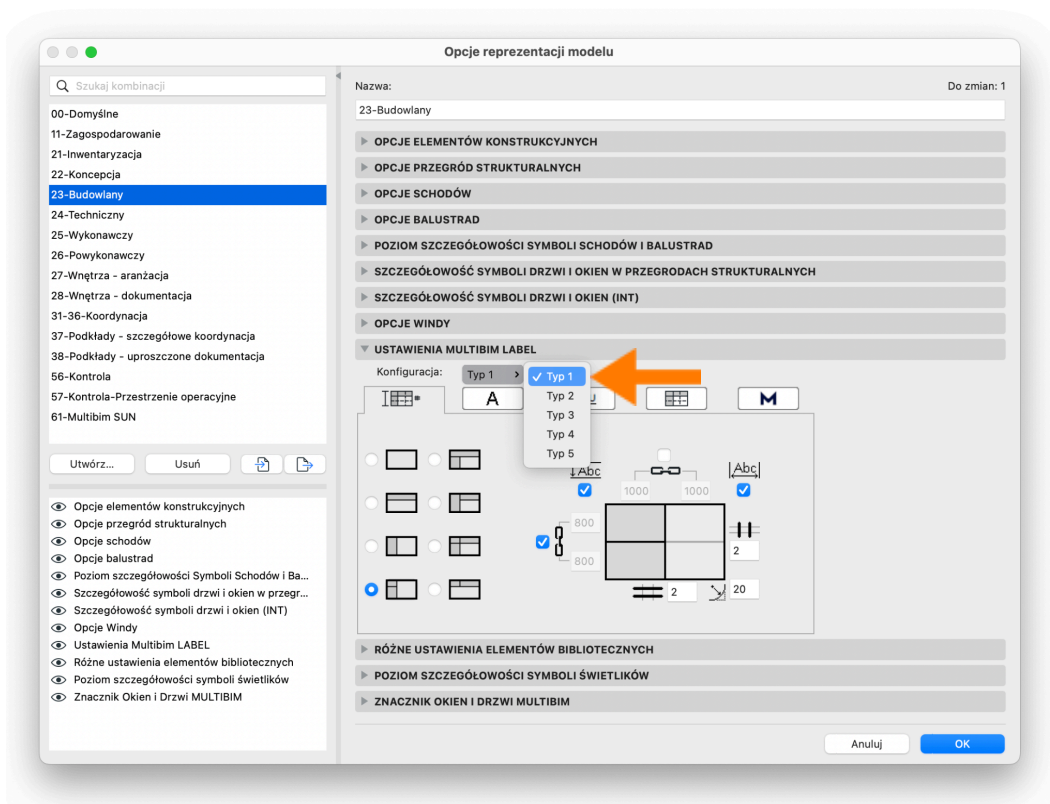 Opcje reprezentacji modelu
Szukaj kombinacji
00-Domyślne
11-Zagospodarowanie
21-Inwentaryzacja
22-Koncepcja
23-Budowlany
24-Techniczny
25-Wykonawczy
26-Powykonawczy
27-Wnętrza - aranżacja
28-Wnętrza - dokumentacja
31-36-Koordynacja
37-Podkłady - szczegółowe koordynacja
38-Podkłady - uproszczone dokumentacja
56-Kontrola
57-Kontrola-Przestrzenie operacyjne
61-Multibim SUN
Utwórz... Usuń
Opcje elementów konstrukcyjnych
Opcje przegród strukturalnych
Opcje schodów
Opcje balustrad
Poziom szczegółowości Symboli Schodów i Ba...
Szczegółowość symboli drzwi i okien w przegr...
Szczegółowość symboli drzwi i okien (INT)
Opcje Windy
Ustawienia Multibim LABEL
Różne ustawienia elementów bibliotecznych
Poziom szczegółowości symboli świetlików
Znacznik Okien i Drzwi MULTIBIM
Nazwa: Do zmian: 1
23-Budowlany
OPCJE ELEMENTÓW KONSTRUKCYJNYCH
OPCJE PRZEGRÓD STRUKTURALNYCH
OPCJE SCHODÓW
OPCJE BALUSTRAD
POZIOM SZCZEGÓŁOWOŚCI SYMBOLI SCHODÓW I BALUSTRAD
SZCZEGÓŁOWOŚĆ SYMBOLI DRZWI I OKIEN W PRZEGRODACH STRUKTURALNYCH
SZCZEGÓŁOWOŚĆ SYMBOLI DRZWI I OKIEN (INT)
OPCJE WINDY
USTAWIENIA MULTIBIM LABEL
Konfiguracja: Typ 1 > Typ 1
Typ 2
Typ 3
Typ 4
Typ 5
A U M
Abc Abc
1000 1000
800
800
2
2 20
RÓŻNE USTAWIENIA ELEMENTÓW BIBLIOTECZNYCH
POZIOM SZCZEGÓŁOWOŚCI SYMBOLI ŚWIETLIKÓW
ZNACZNIK OKIEN I DRZWI MULTIBIM
Anuluj OK